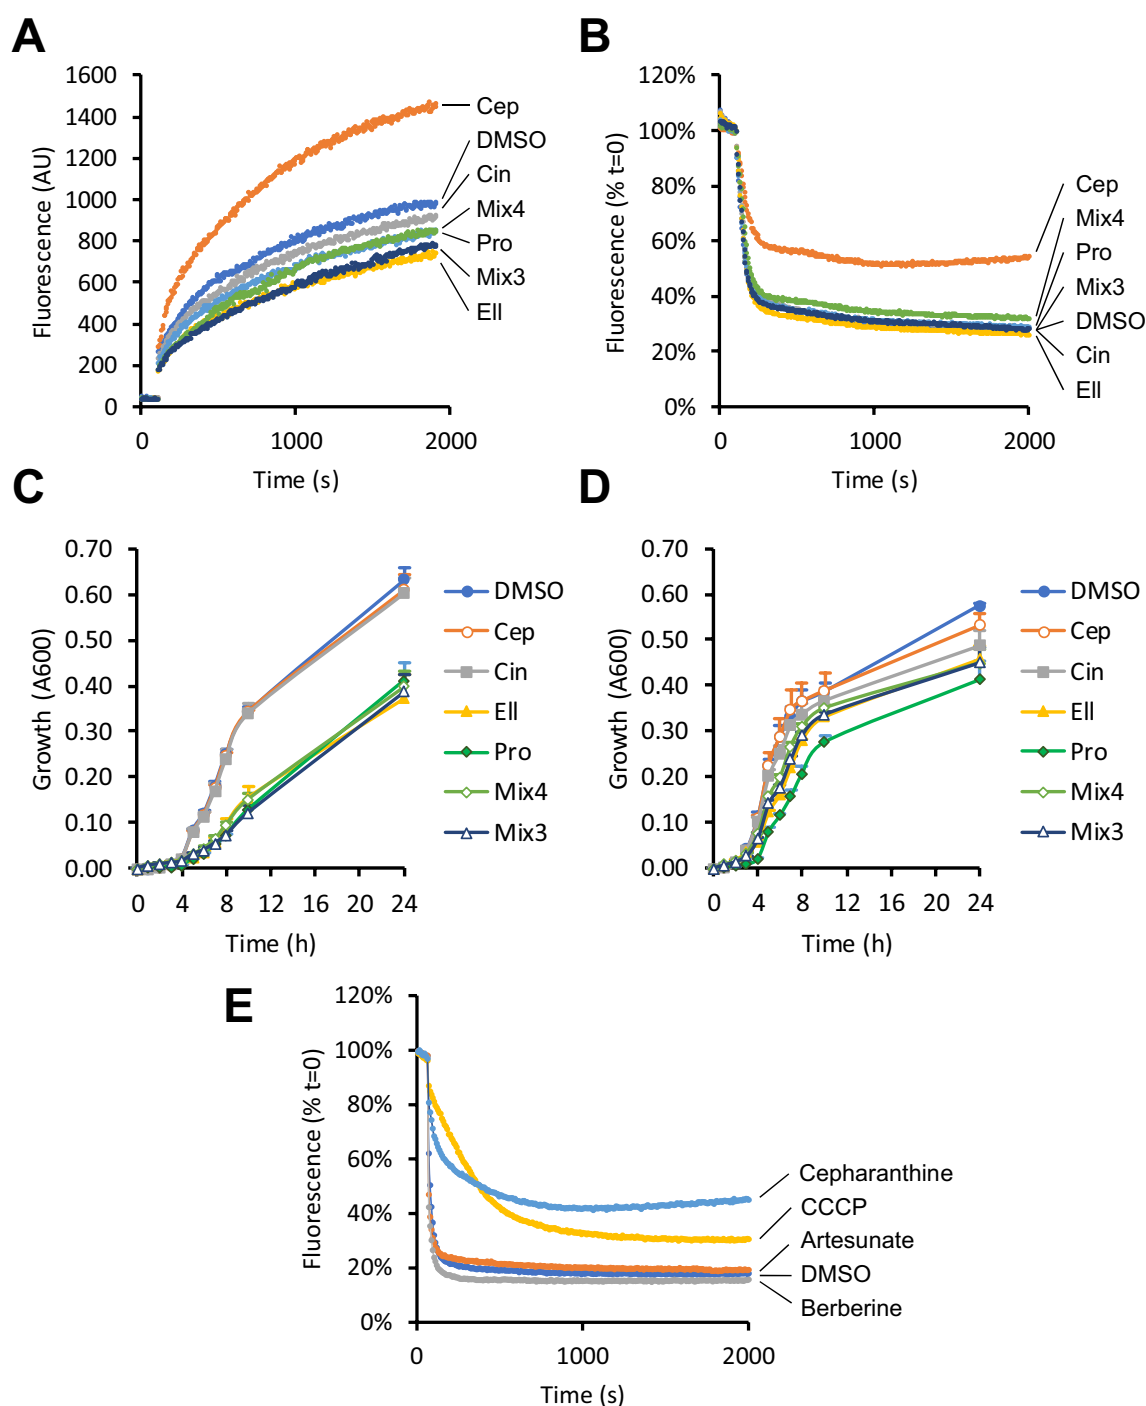 A
Fluorescence (AU)
1600
1400
1200
1000
800
600
400
200
0
0 1000 2000
Time (s)
Cep
DMSO
Cin
Mix4
Pro
Mix3
Ell
B
Fluorescence (% t=0)
120%
100%
80%
60%
40%
20%
0%
0 1000 2000
Time (s)
Cep
Mix4
Pro
Mix3
DMSO
Cin
Ell
C
Growth (A600)
0.70
0.60
0.50
0.40
0.30
0.20
0.10
0.00
0 4 8 12 16 20 24
Time (h)
DMSO
Cep
Cin
Ell
Pro
Mix4
Mix3
D
Growth (A600)
0.70
0.60
0.50
0.40
0.30
0.20
0.10
0.00
0 4 8 12 16 20 24
Time (h)
DMSO
Cep
Cin
Ell
Pro
Mix4
Mix3
E
Fluorescence (% t=0)
120%
100%
80%
60%
40%
20%
0%
0 1000 2000
Time (s)
Cepharanthine
CCCP
Artesunate
DMSO
Berberine